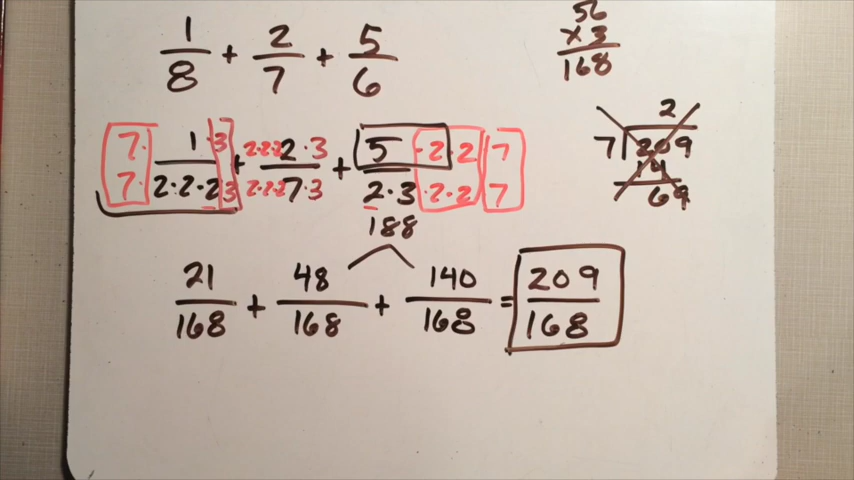 1/8 + 2/7 + 5/6
56
×3
168
7·1·3/7·2·2·2·3 + 2·2·2·2·3/2·2·2·7·3 + 5·2·2·7/2·3·2·2·7
188
2
7 209
14
69
21/168 + 48/168 + 140/168 = 209/168